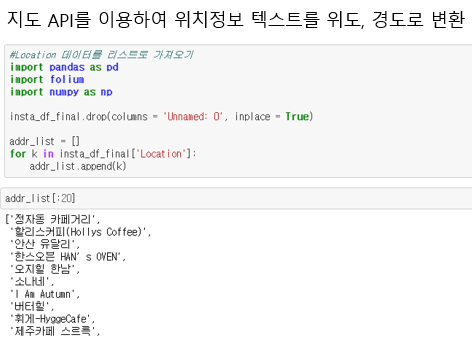 지도 API를 이용하여 위치정보 텍스트를 위도, 경도로 변환
#Location 데이터를 리스트로 가져오기
import pandas as pd
import folium
import numpy as np
insta_df_final.drop(columns = 'Unnamed: 0', inplace = True)
addr_list = []
for k in insta_df_final['Location']:
    addr_list.append(k)
addr_list[:20]
['정자동 카페거리',
'할리스커피(Hollys Coffee)',
'안산 유달리',
'한스오븐 HAN’s OVEN',
'오지힐 한남',
'소나네',
'I Am Autumn',
'버터힐',
'휘게-HyggeCafe',
'제주카페 스르륵',